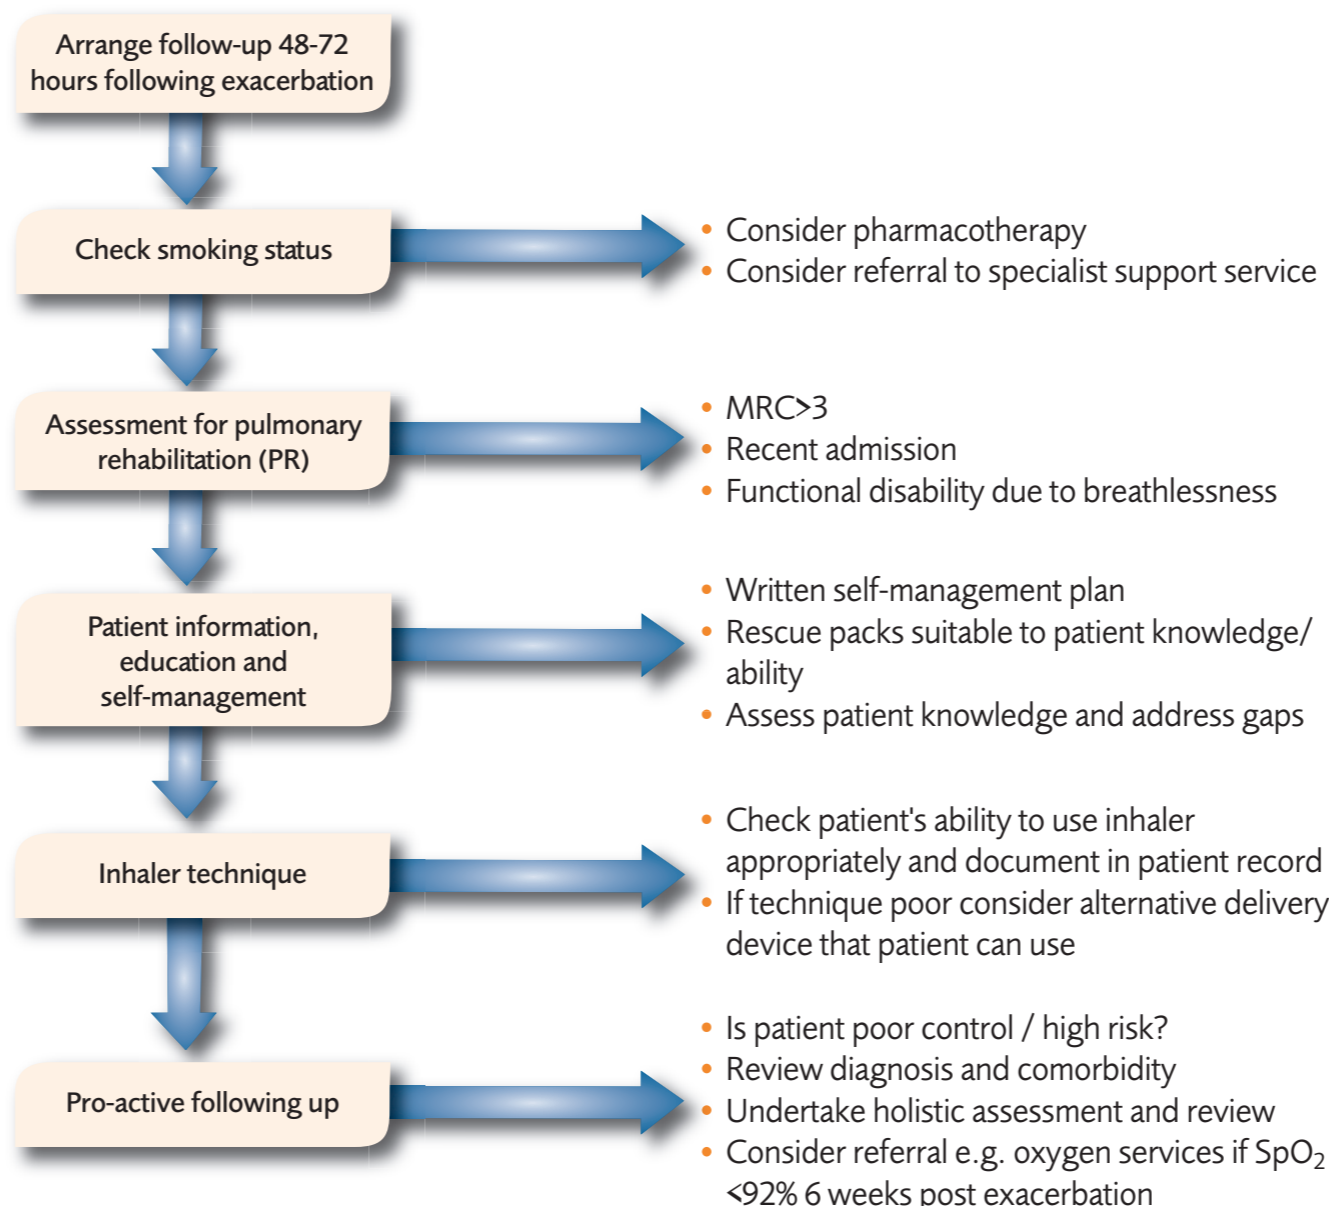 Arrange follow-up 48-72
hours following exacerbation
Check smoking status
• Consider pharmacotherapy
• Consider referral to specialist support service
Assessment for pulmonary
rehabilitation (PR)
• MRC>3
• Recent admission
• Functional disability due to breathlessness
Patient information,
education and
self-management
• Written self-management plan
• Rescue packs suitable to patient knowledge/
ability
• Assess patient knowledge and address gaps
Inhaler technique
• Check patient's ability to use inhaler
appropriately and document in patient record
• If technique poor consider alternative delivery
device that patient can use
Pro-active following up
• Is patient poor control / high risk?
• Review diagnosis and comorbidity
• Undertake holistic assessment and review
• Consider referral e.g. oxygen services if SpO₂
<92% 6 weeks post exacerbation